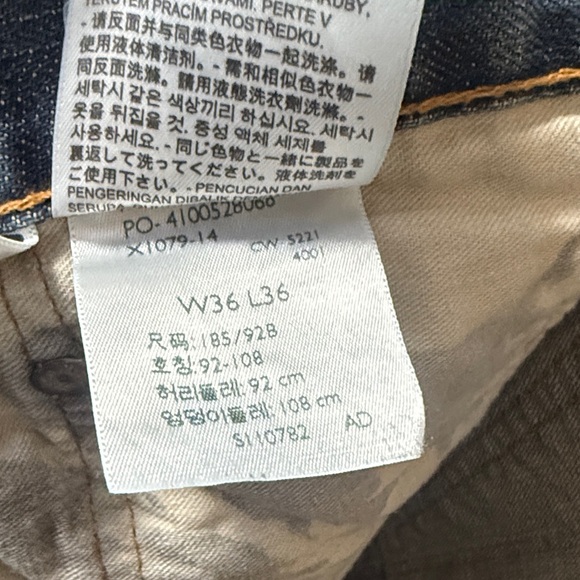 PERTE V
TĚRUTEM PRACÍM PROSTŘEDKU.
- 请反面并与同类色衣物一起洗涤。请
使用液体清洁剂。- 需和相似色衣物一
同反面洗滌。請用液態洗衣劑洗滌。-
세탁시 같은 색상끼리 하십시오. 세탁시
옷을 뒤집을 것. 중성 액체 세제를
사용하세요. - 同じ色物と一緒に製品を
裏返して洗ってください。液体洗剤を
ご使用下さい。- PENCUCIAN DAN
PENGERINGAN DIBALIK
PO- 4100528068
X1079-14 CW 5221
4001
W36 L36
尺码: 185/92B
호칭: 92-108
허리둘레: 92 cm
엉덩이둘레: 108 cm
S110782 AD